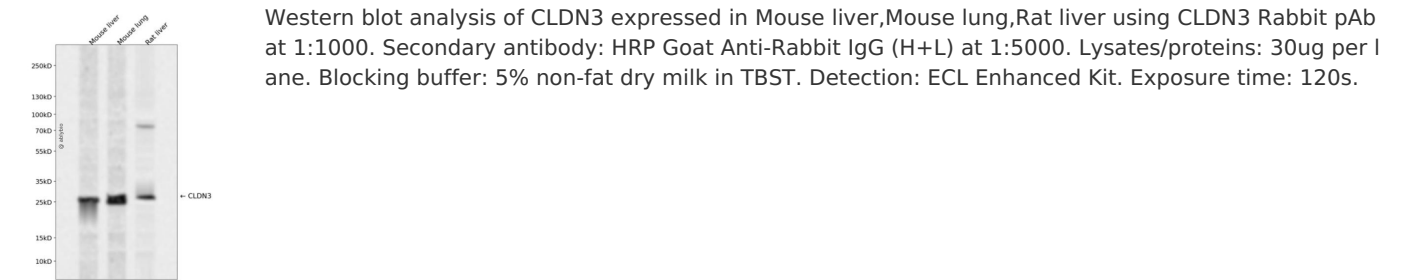 Mouse liver
Mouse lung
Rat liver
Western blot analysis of CLDN3 expressed in Mouse liver,Mouse lung,Rat liver using CLDN3 Rabbit pAb
at 1:1000. Secondary antibody: HRP Goat Anti-Rabbit IgG (H+L) at 1:5000. Lysates/proteins: 30ug per l
ane. Blocking buffer: 5% non-fat dry milk in TBST. Detection: ECL Enhanced Kit. Exposure time: 120s.
250kD
130kD
100kD
70kD
55kD
35kD
25kD
15kD
10kD
← CLDN3